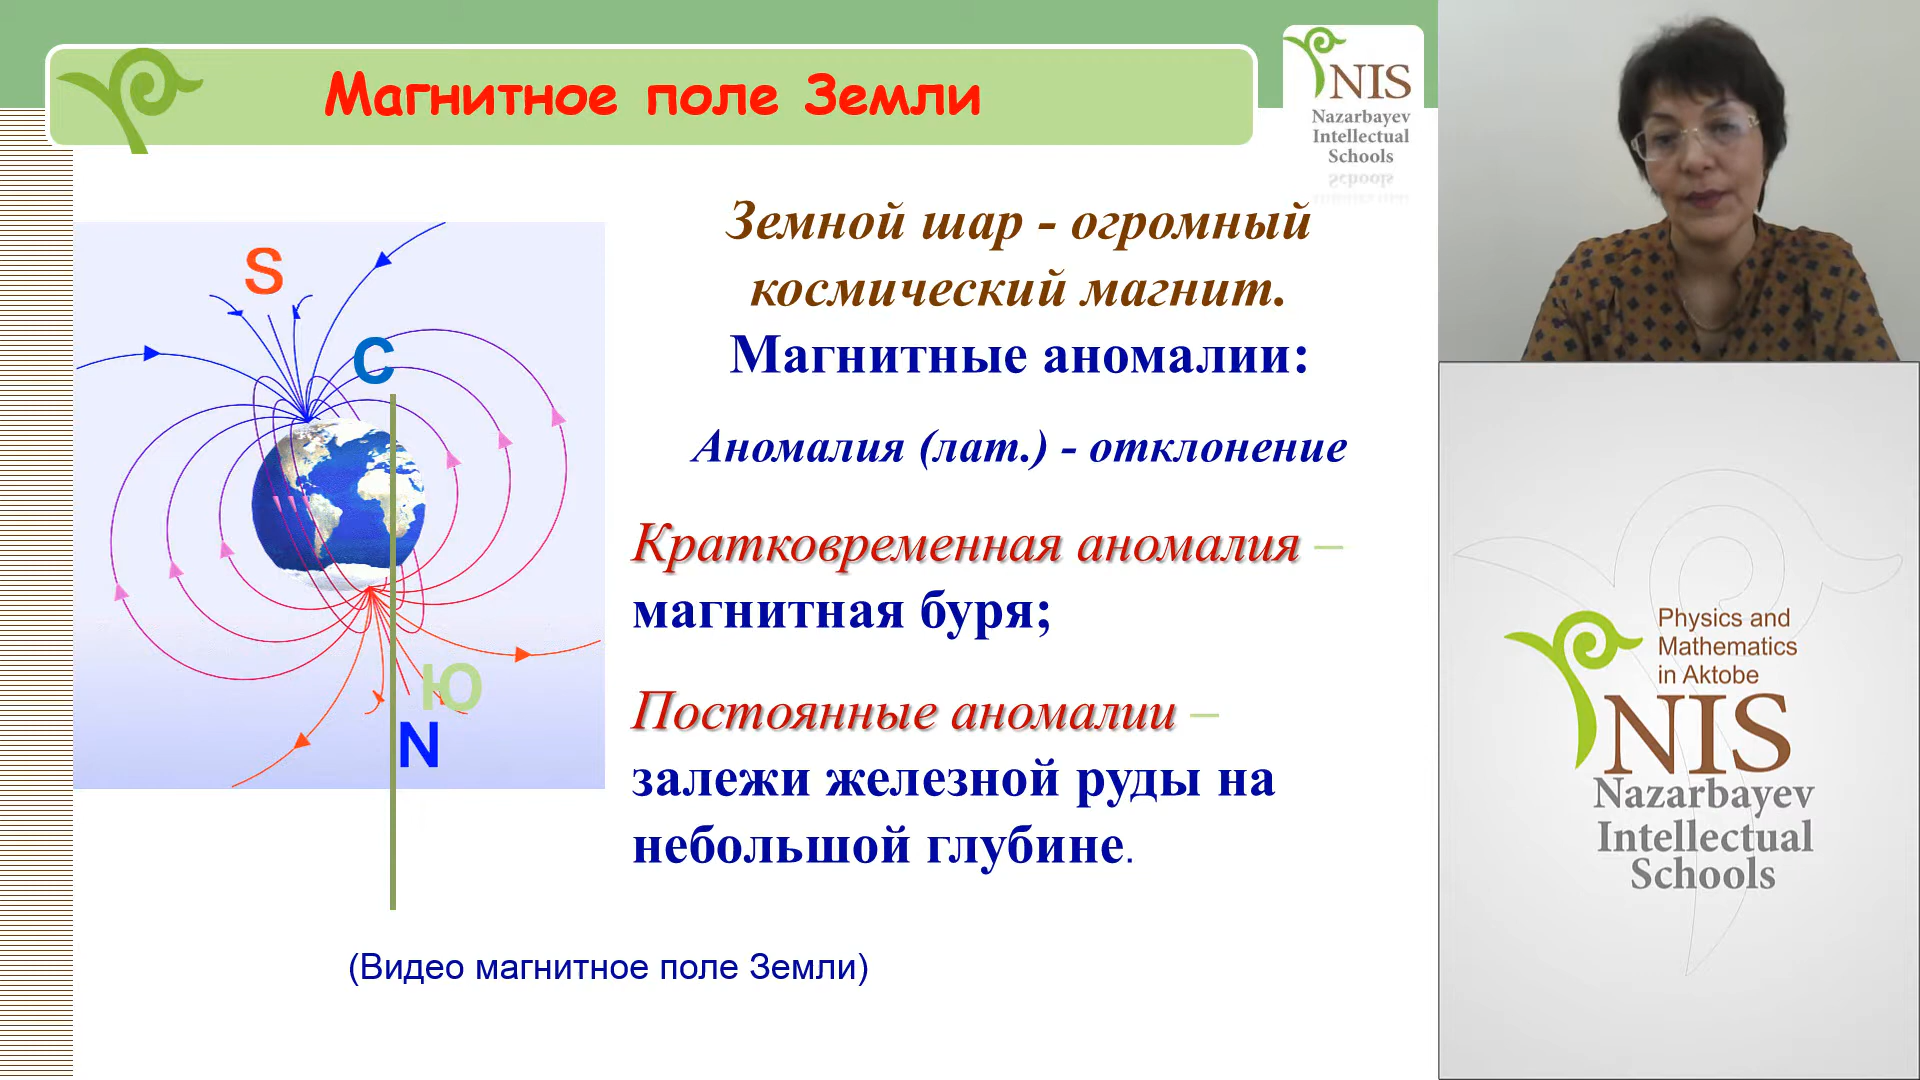 Магнитное поле Земли
NIS
Nazarbayev
Intellectual
Schools
S
С
Ю
N
Земной шар - огромный
космический магнит.
Магнитные аномалии:
Аномалия (лат.) - отклонение
Кратковременная аномалия –
магнитная буря;
Постоянные аномалии –
залежи железной руды на
небольшой глубине.
(Видео магнитное поле Земли)
Physics and
Mathematics
in Aktobe
NIS
Nazarbayev
Intellectual
Schools